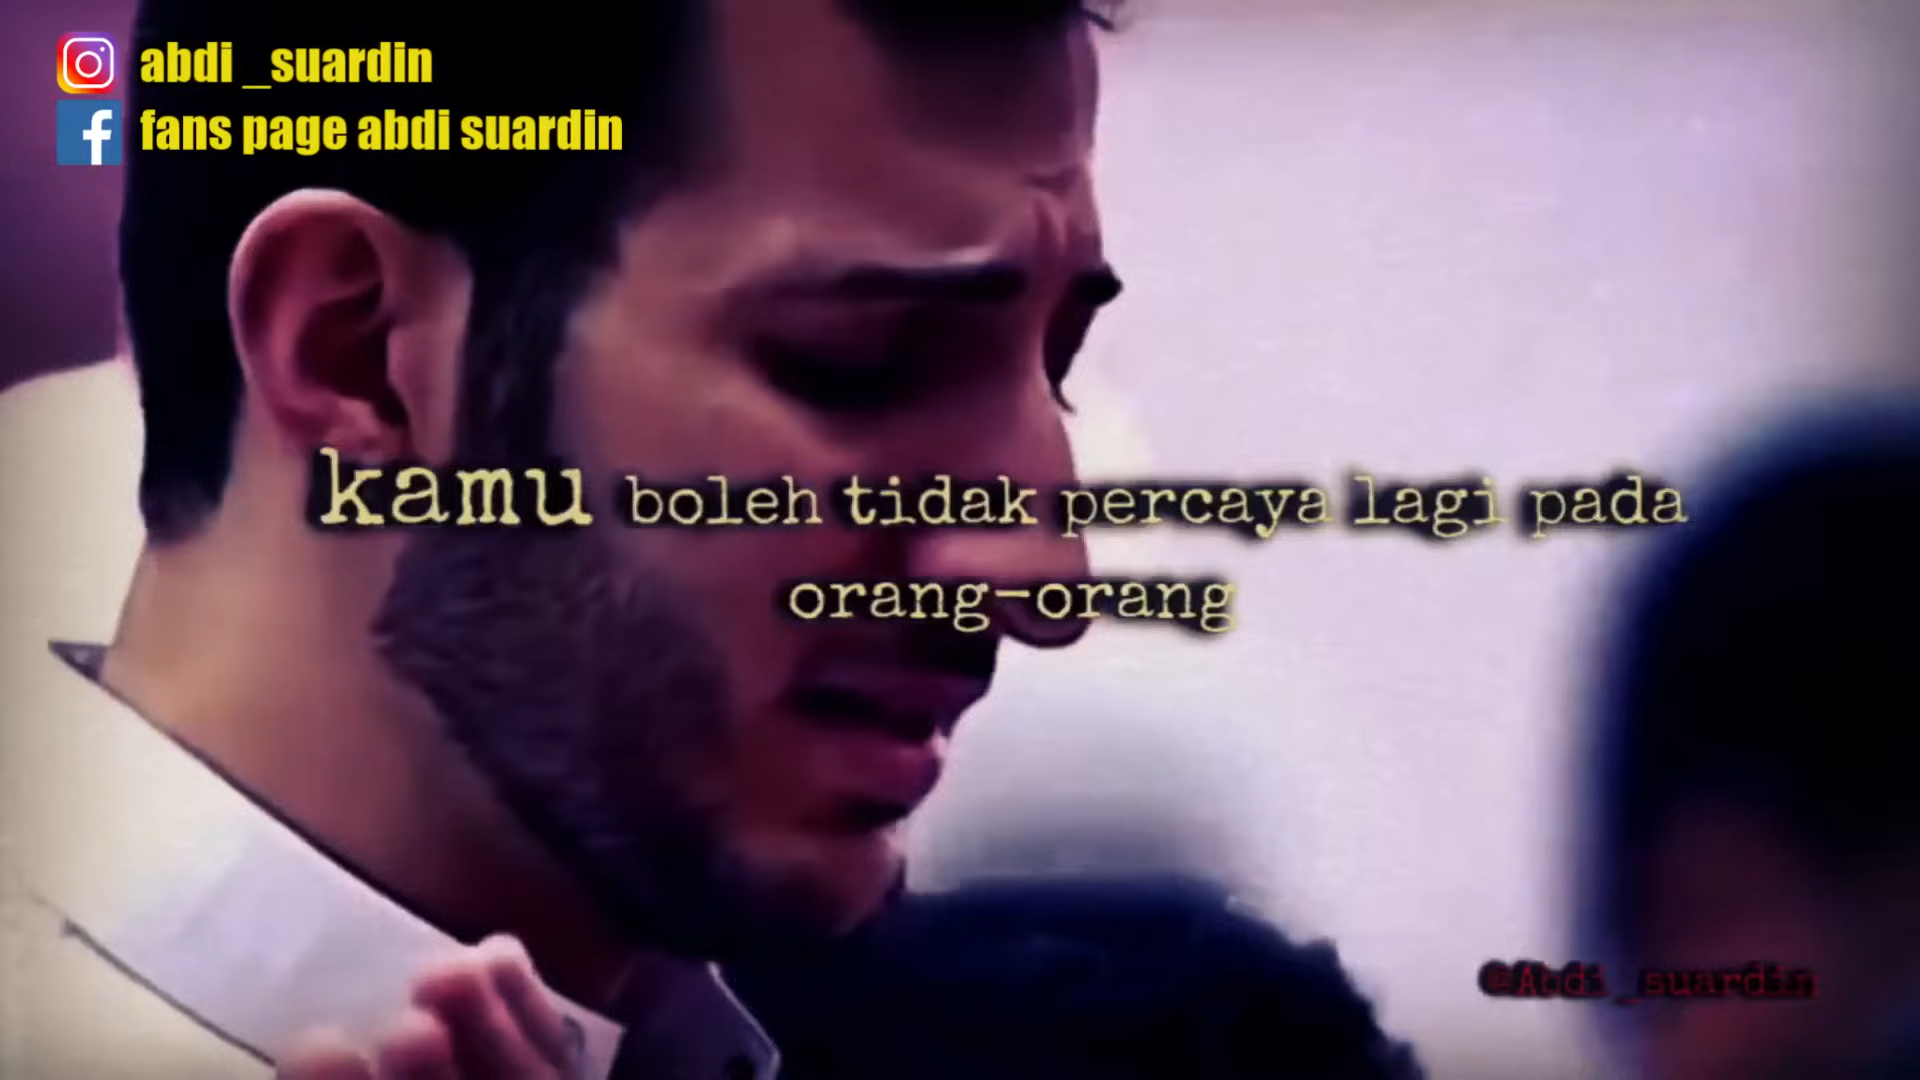 abdi _suardin
fans page abdi suardin
kamu boleh tidak percaya lagi pada
orang-orang
@Abdi_suardin